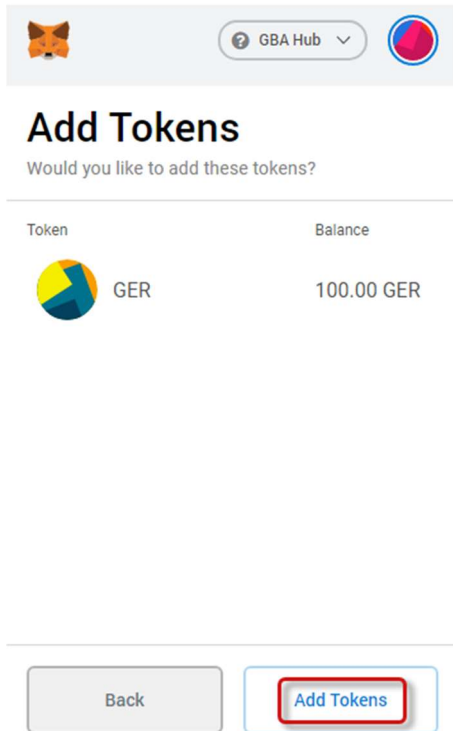 GBA Hub
Add Tokens
Would you like to add these tokens?
Token Balance
GER 100.00 GER
Back Add Tokens